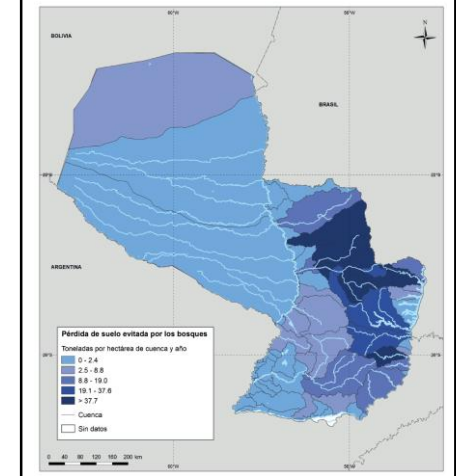 BOLIVIA
N
BRASIL
ARGENTINA
Pérdida de suelo evitada por los bosques
Toneladas por hectárea de cuenca y año
0 - 2.4
2.5 - 8.8
8.8 - 19.0
19.1 - 37.6
> 37.7
Cuenca
Sin datos
0 40 80 120 160 200 km